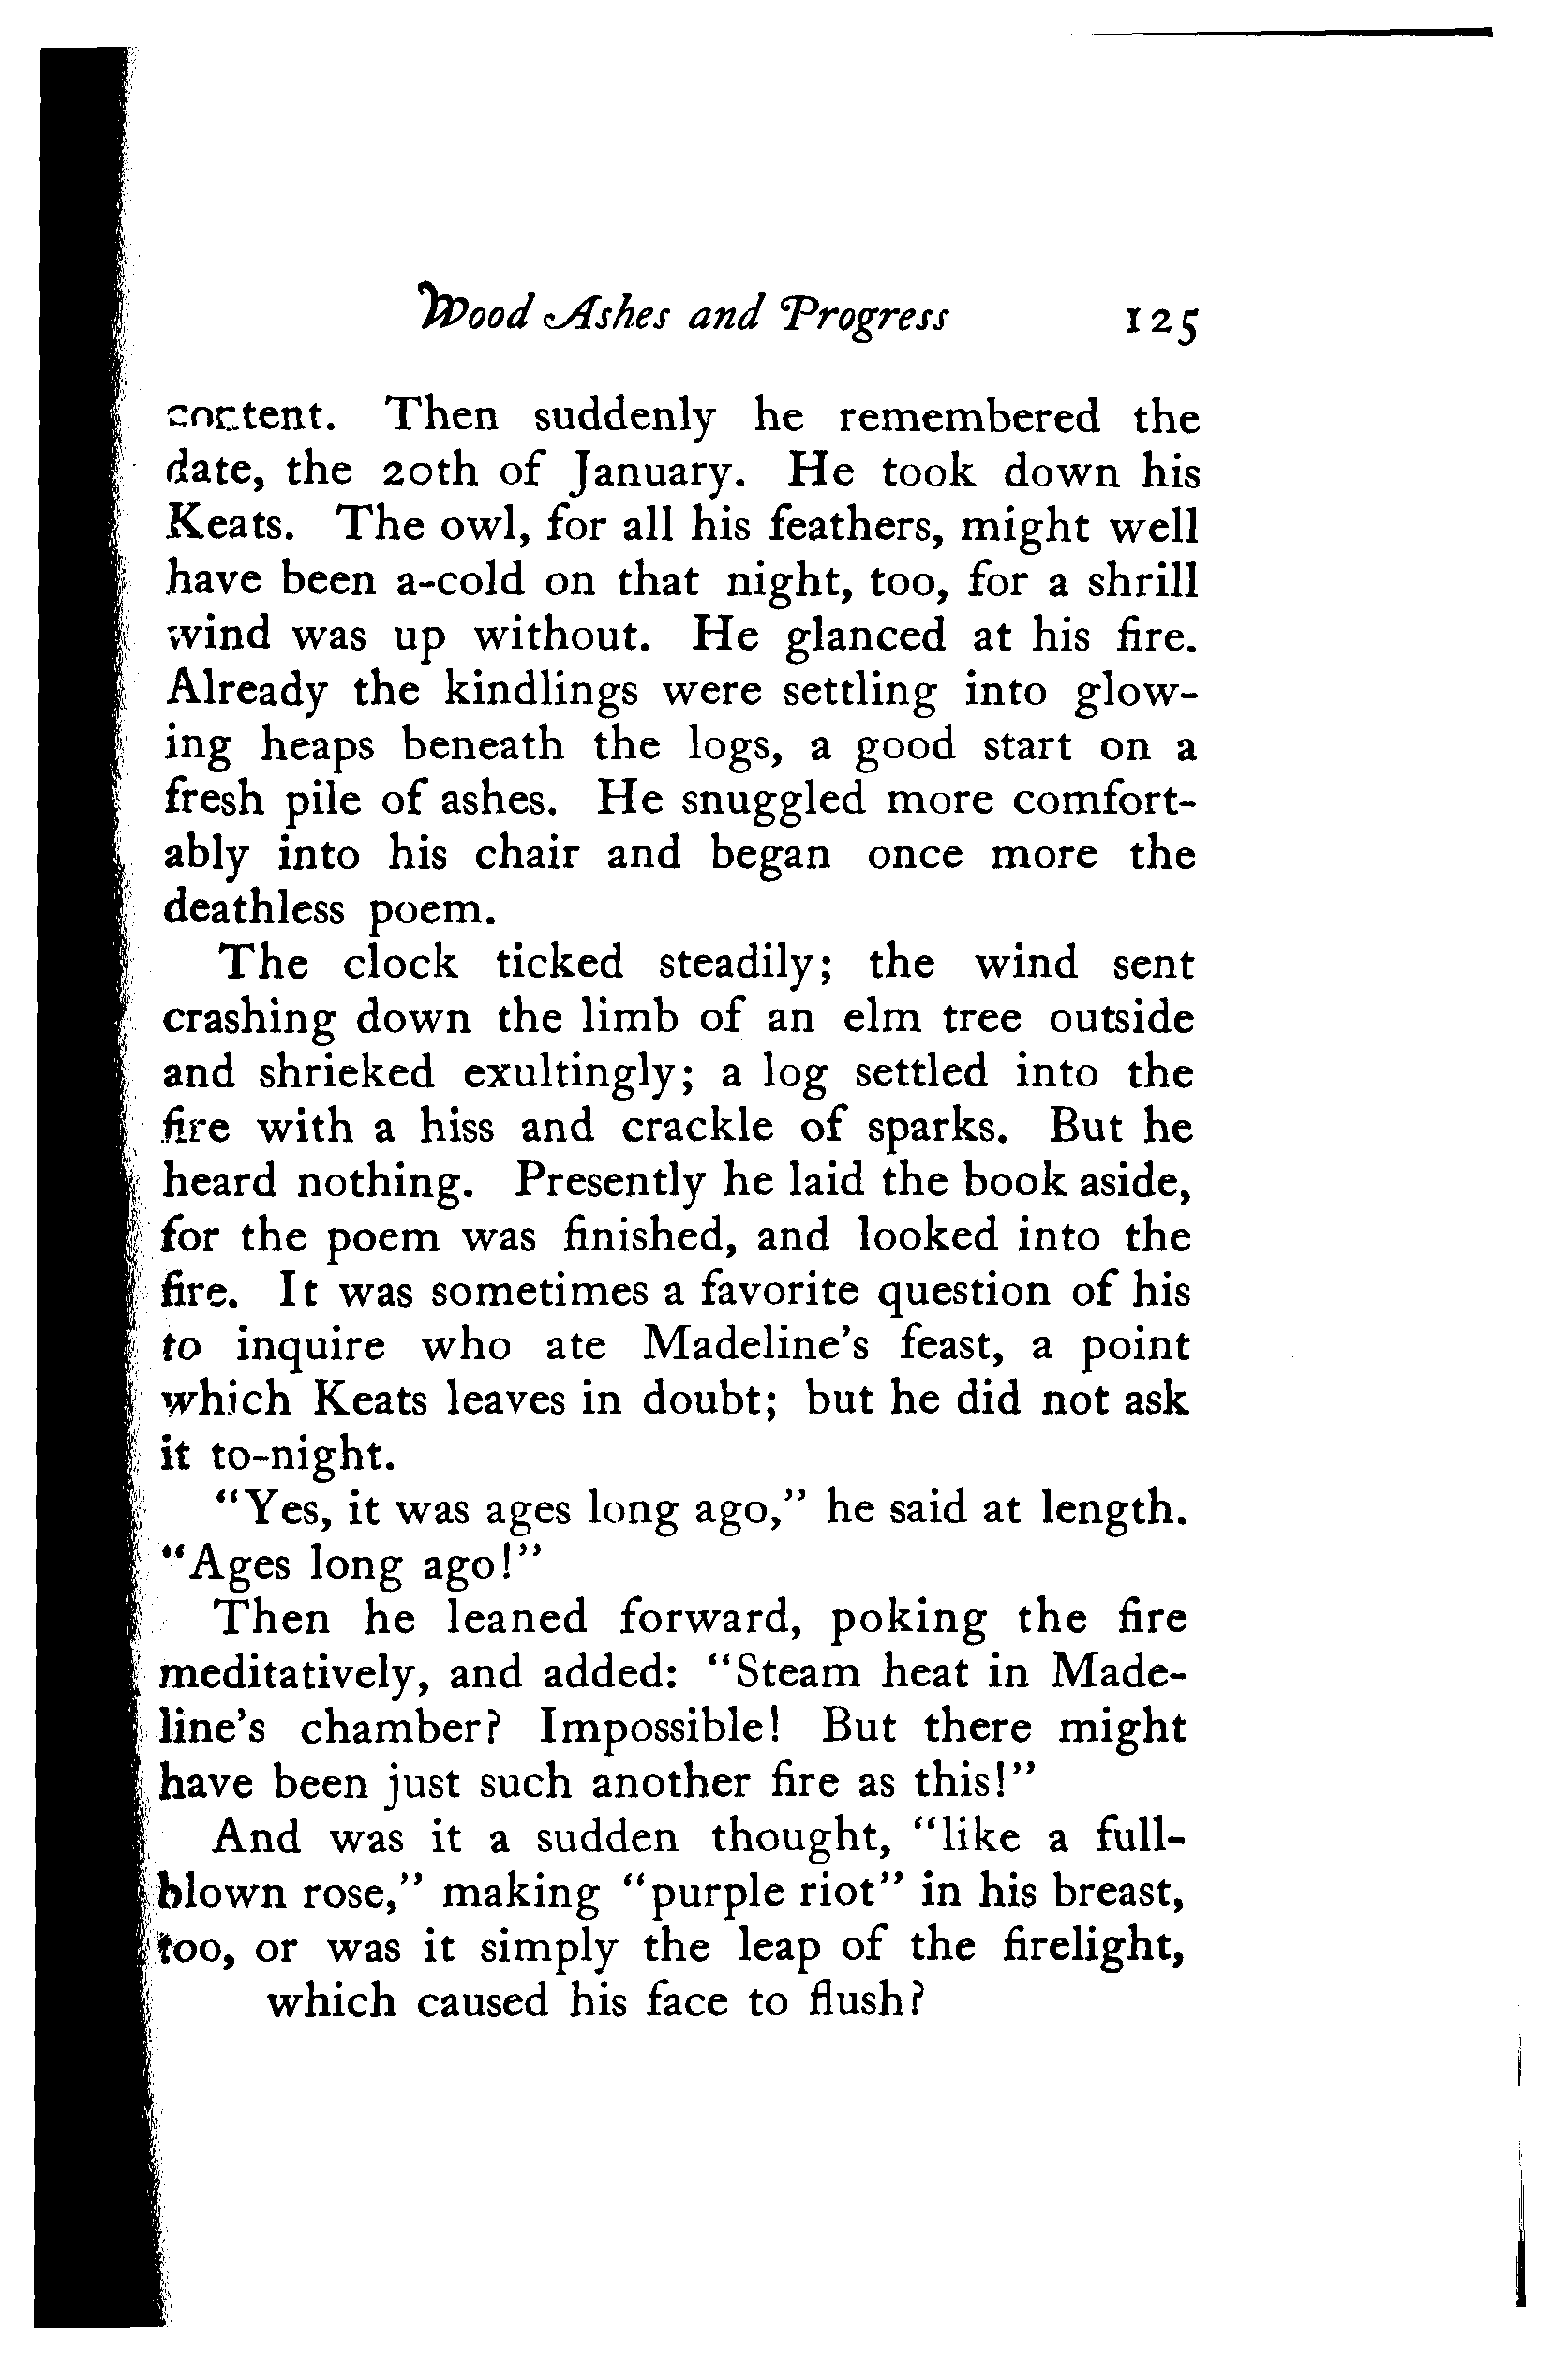 Wood Ashes and Progress 125
content. Then suddenly he remembered the
date, the 20th of January. He took down his
Keats. The owl, for all his feathers, might well
have been a-cold on that night, too, for a shrill
wind was up without. He glanced at his fire.
Already the kindlings were settling into glow-
ing heaps beneath the logs, a good start on a
fresh pile of ashes. He snuggled more comfort-
ably into his chair and began once more the
deathless poem.
The clock ticked steadily; the wind sent
crashing down the limb of an elm tree outside
and shrieked exultingly; a log settled into the
fire with a hiss and crackle of sparks. But he
heard nothing. Presently he laid the book aside,
for the poem was finished, and looked into the
fire. It was sometimes a favorite question of his
to inquire who ate Madeline's feast, a point
which Keats leaves in doubt; but he did not ask
it to-night.
"Yes, it was ages long ago," he said at length.
"Ages long ago!"
Then he leaned forward, poking the fire
meditatively, and added: "Steam heat in Made-
line's chamber? Impossible! But there might
have been just such another fire as this!"
And was it a sudden thought, "like a full-
blown rose," making "purple riot" in his breast,
too, or was it simply the leap of the firelight,
which caused his face to flush?